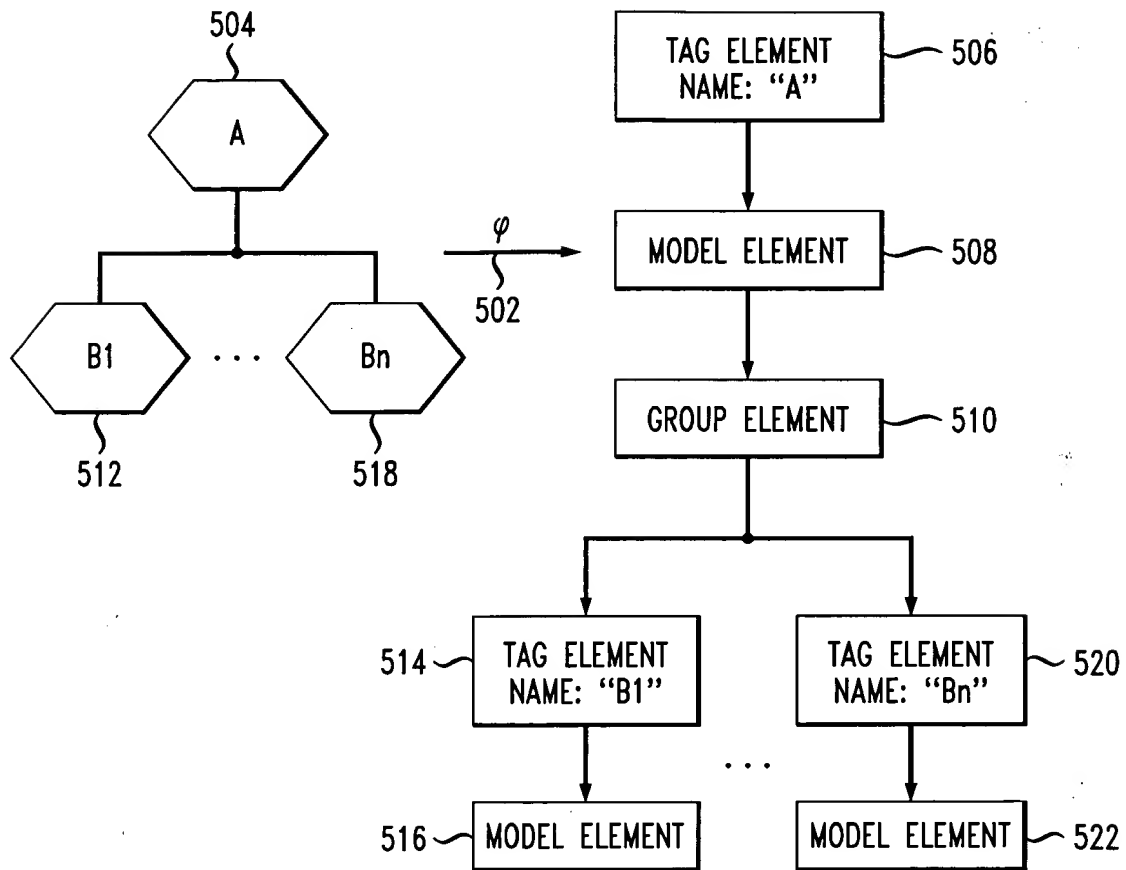 504
A
B1
. . .
Bn
512
518
φ
502
TAG ELEMENT
NAME: “A”
506
MODEL ELEMENT
508
GROUP ELEMENT
510
514
TAG ELEMENT
NAME: “B1”
TAG ELEMENT
NAME: “Bn”
520
. . .
516
MODEL ELEMENT
MODEL ELEMENT
522